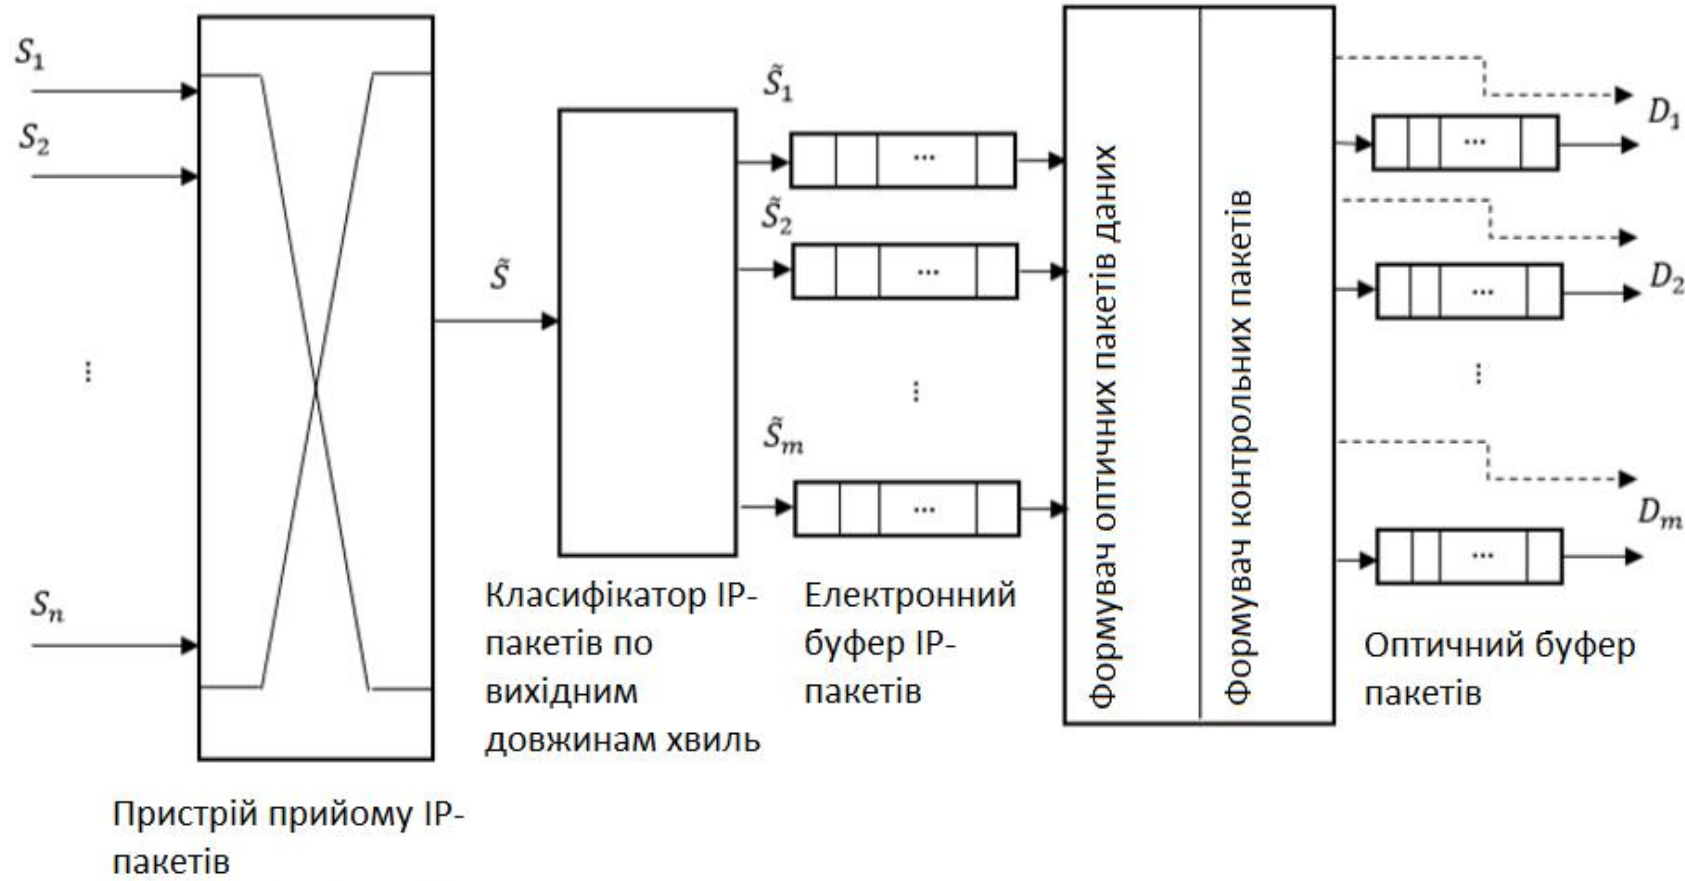 S₁
S₂
⋮
Sₙ
Пристрій прийому IP-
пакетів
S̃
Класифікатор IP-
пакетів по
вихідним
довжинам хвиль
S̃₁
...
S̃₂
...
⋮
S̃ₘ
...
Електронний
буфер IP-
пакетів
Формувач оптичних пакетів даних
Формувач контрольних пакетів
D₁
...
D₂
...
⋮
Dₘ
...
Оптичний буфер
пакетів